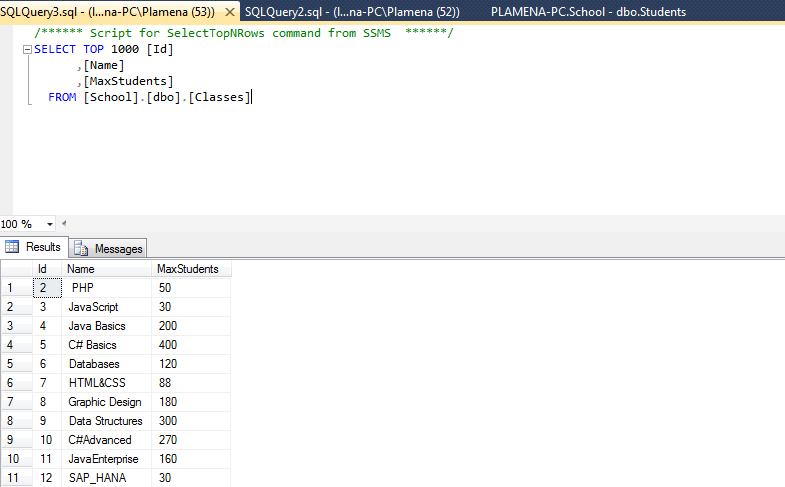 SQLQuery3.sql - (l...na-PC\Plamena (53)) SQLQuery2.sql - (l...na-PC\Plamena (52)) PLAMENA-PC.School - dbo.Students
/****** Script for SelectTopNRows command from SSMS ******/
SELECT TOP 1000 [Id]
,[Name]
,[MaxStudents]
FROM [School].[dbo].[Classes]
100 %
Results Messages
Id Name MaxStudents
1 2 PHP 50
2 3 JavaScript 30
3 4 Java Basics 200
4 5 C# Basics 400
5 6 Databases 120
6 7 HTML&CSS 88
7 8 Graphic Design 180
8 9 Data Structures 300
9 10 C#Advanced 270
10 11 JavaEnterprise 160
11 12 SAP_HANA 30